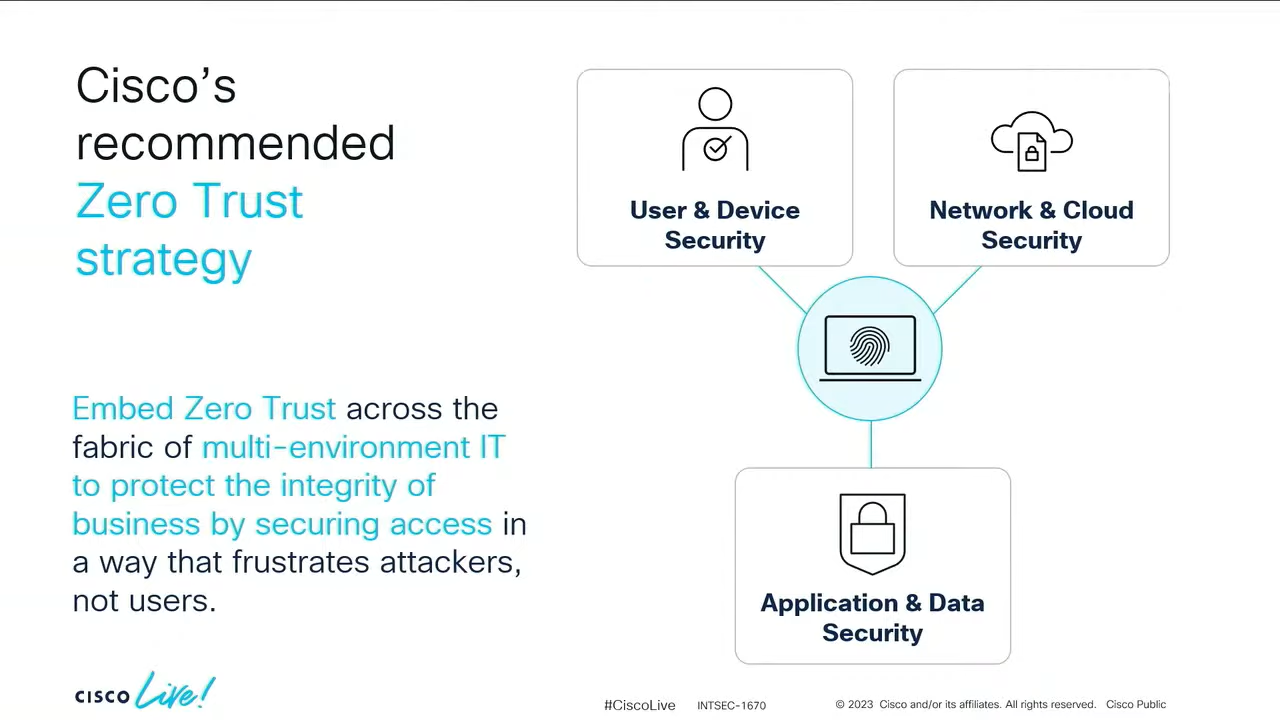 Cisco’s
recommended
Zero Trust
strategy
Embed Zero Trust across the
fabric of multi-environment IT
to protect the integrity of
business by securing access in
a way that frustrates attackers,
not users.
User & Device
Security
Network & Cloud
Security
Application & Data
Security
CISCO Live!
#CiscoLive INTSEC-1670 © 2023 Cisco and/or its affiliates. All rights reserved. Cisco Public